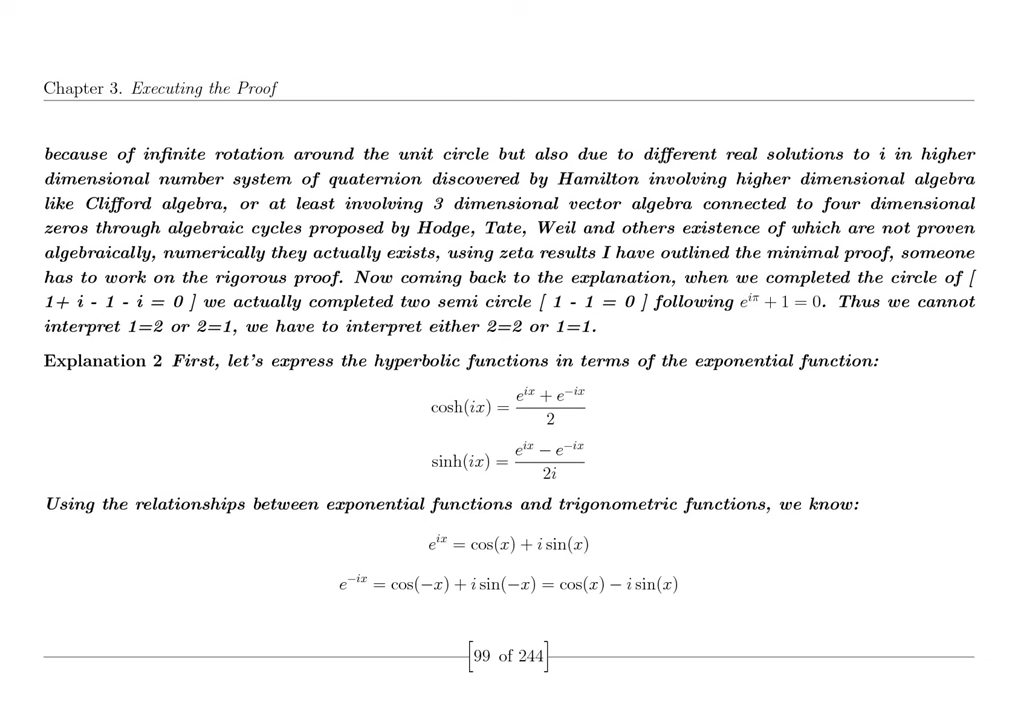 Chapter 3. Executing the Proof
because of infinite rotation around the unit circle but also due to different real solutions to i in higher
dimensional number system of quaternion discovered by Hamilton involving higher dimensional algebra
like Clifford algebra, or at least involving 3 dimensional vector algebra connected to four dimensional
zeros through algebraic cycles proposed by Hodge, Tate, Weil and others existence of which are not proven
algebraically, numerically they actually exists, using zeta results I have outlined the minimal proof, someone
has to work on the rigorous proof. Now coming back to the explanation, when we completed the circle of [
1+ i - 1 - i = 0 ] we actually completed two semi circle [ 1 - 1 = 0 ] following e^{iπ} + 1 = 0. Thus we cannot
interpret 1=2 or 2=1, we have to interpret either 2=2 or 1=1.
Explanation 2 First, let's express the hyperbolic functions in terms of the exponential function:
cosh(ix) = \frac{e^{ix} + e^{−ix}}{2}
sinh(ix) = \frac{e^{ix} − e^{−ix}}{2i}
Using the relationships between exponential functions and trigonometric functions, we know:
e^{ix} = cos(x) + i sin(x)
e^{−ix} = cos(−x) + i sin(−x) = cos(x) − i sin(x)
[99 of 244]